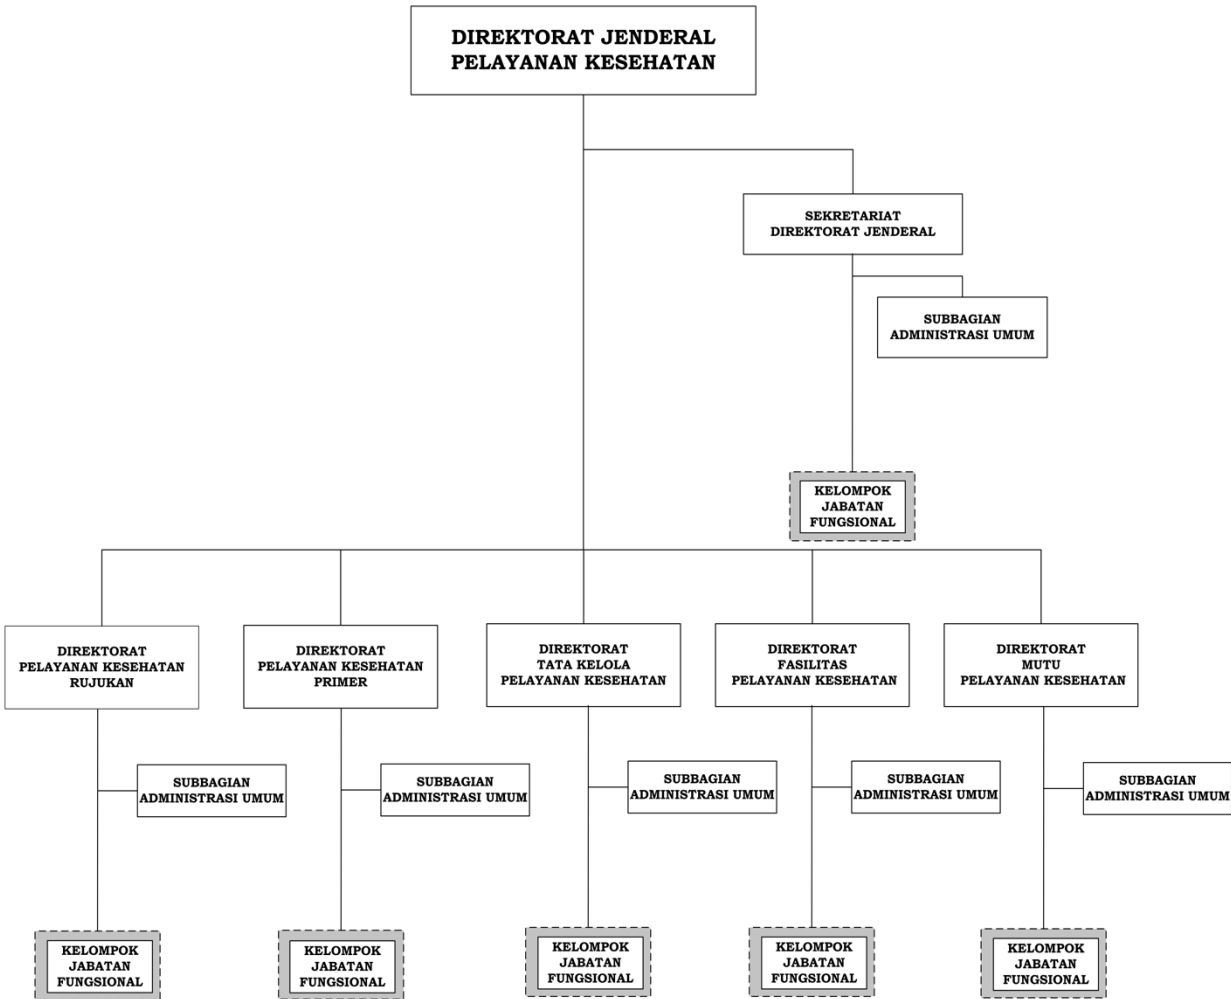 DIREKTORAT JENDERAL
PELAYANAN KESEHATAN
SEKRETARIAT
DIREKTORAT JENDERAL
SUBBAGIAN
ADMINISTRASI UMUM
KELOMPOK
JABATAN
FUNGSIONAL
DIREKTORAT
PELAYANAN KESEHATAN
RUJUKAN
DIREKTORAT
PELAYANAN KESEHATAN
PRIMER
DIREKTORAT
TATA KELOLA
PELAYANAN KESEHATAN
DIREKTORAT
FASILITAS
PELAYANAN KESEHATAN
DIREKTORAT
MUTU
PELAYANAN KESEHATAN
SUBBAGIAN
ADMINISTRASI UMUM
SUBBAGIAN
ADMINISTRASI UMUM
SUBBAGIAN
ADMINISTRASI UMUM
SUBBAGIAN
ADMINISTRASI UMUM
SUBBAGIAN
ADMINISTRASI UMUM
KELOMPOK
JABATAN
FUNGSIONAL
KELOMPOK
JABATAN
FUNGSIONAL
KELOMPOK
JABATAN
FUNGSIONAL
KELOMPOK
JABATAN
FUNGSIONAL
KELOMPOK
JABATAN
FUNGSIONAL